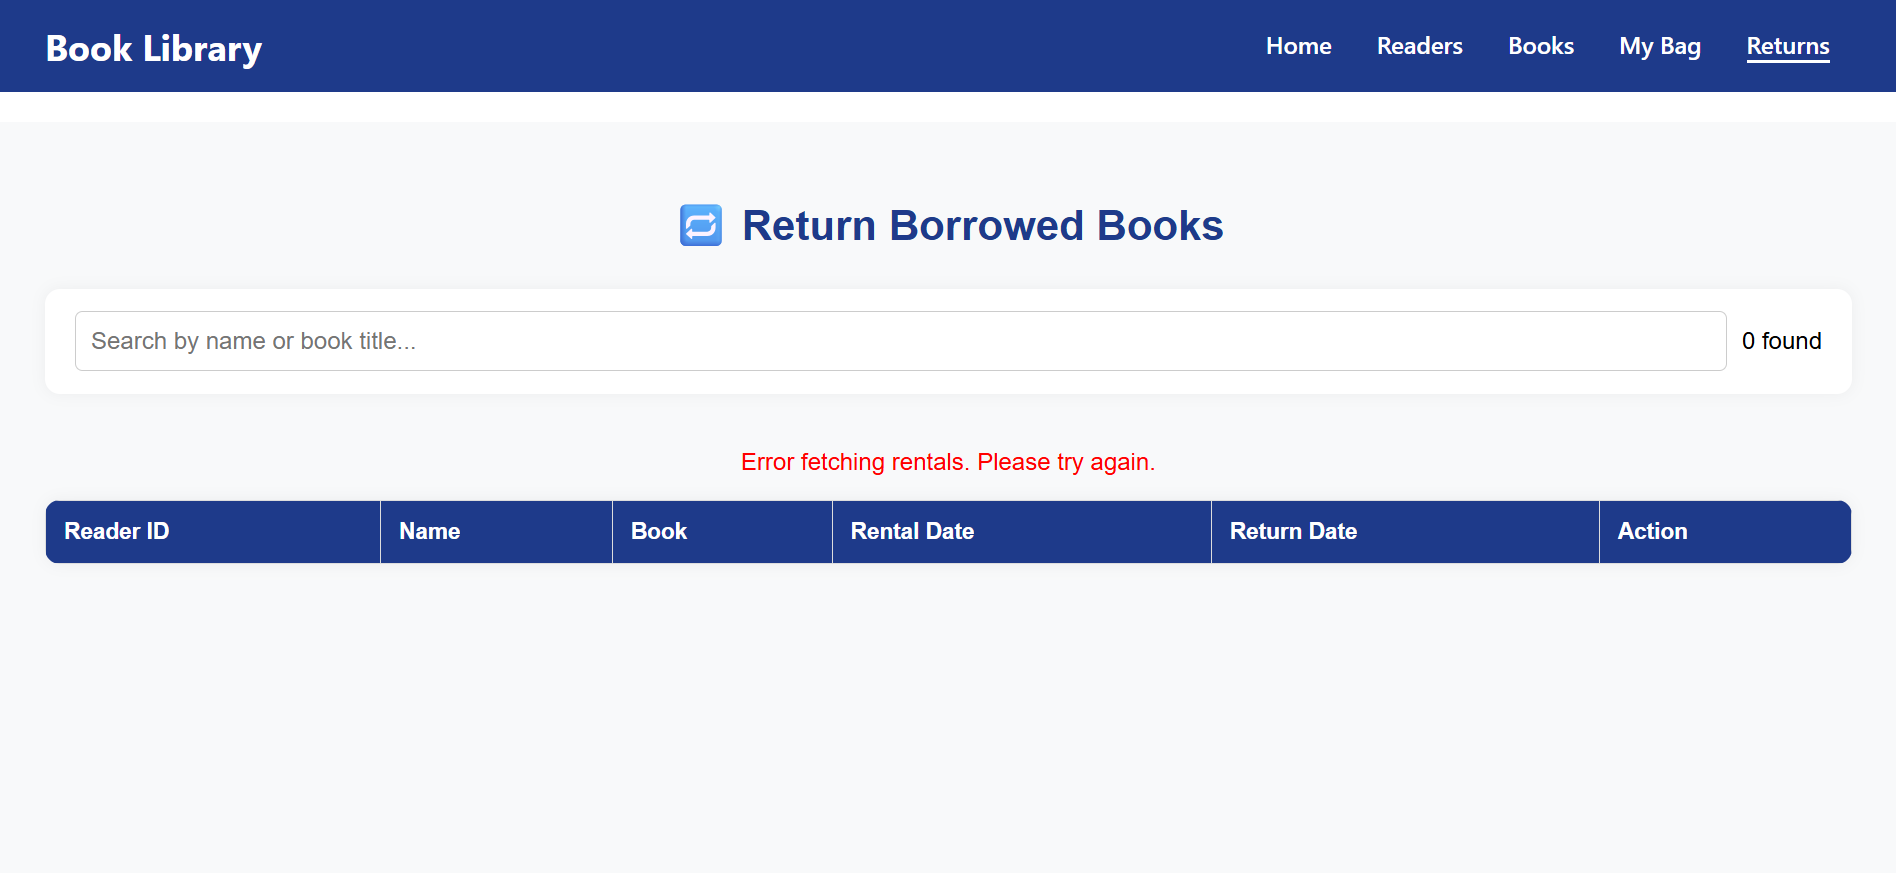 Book Library
Home Readers Books My Bag Returns
Return Borrowed Books
Search by name or book title... 0 found
Error fetching rentals. Please try again.
Reader ID Name Book Rental Date Return Date Action